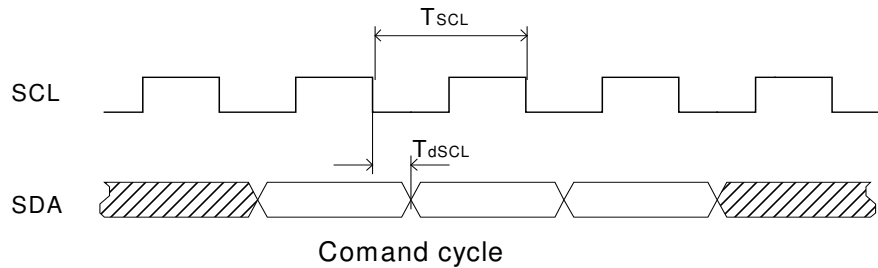 TSCL
SCL
TdSCL
SDA
Comand cycle